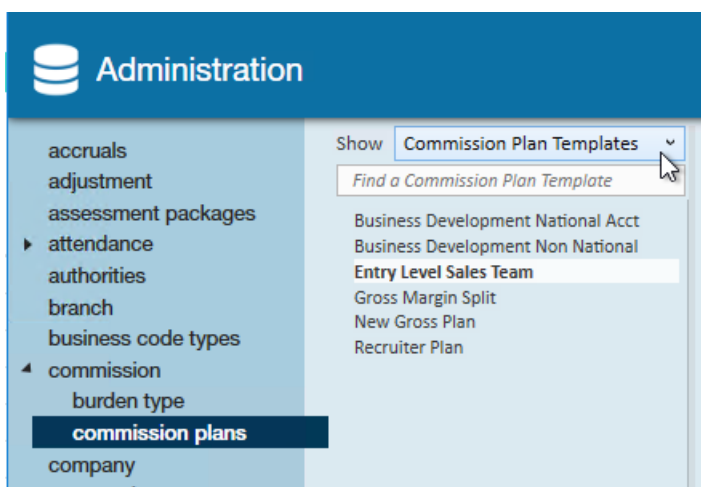 Administration
accruals
adjustment
assessment packages
attendance
authorities
branch
business code types
commission
burden type
commission plans
company
Show Commission Plan Templates
Find a Commission Plan Template
Business Development National Acct
Business Development Non National
Entry Level Sales Team
Gross Margin Split
New Gross Plan
Recruiter Plan